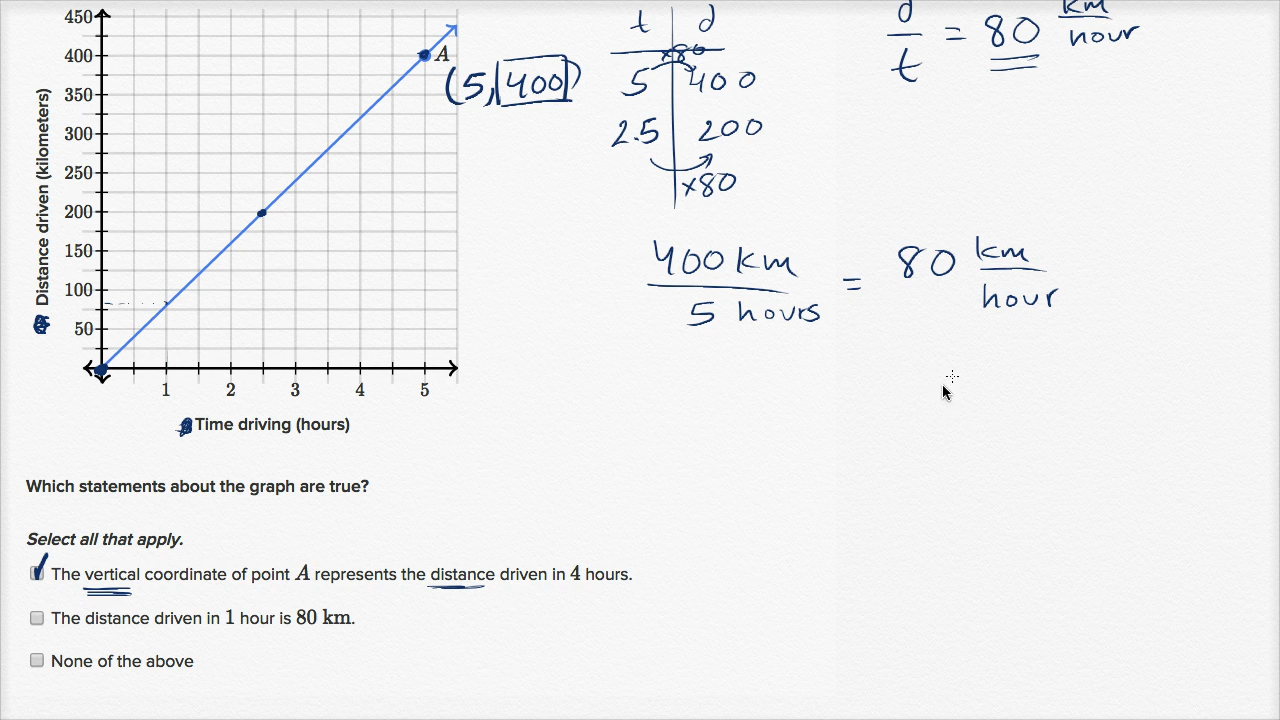 450
400
350
300
250
200
150
100
50
Distance driven (kilometers)
1 2 3 4 5
Time driving (hours)
A
(5, 400)
t d
×80
5 400
2.5 200
×80
d/t = 80 km/hour
400 km / 5 hours = 80 km/hour
Which statements about the graph are true?
Select all that apply.
The vertical coordinate of point A represents the distance driven in 4 hours.
The distance driven in 1 hour is 80 km.
None of the above